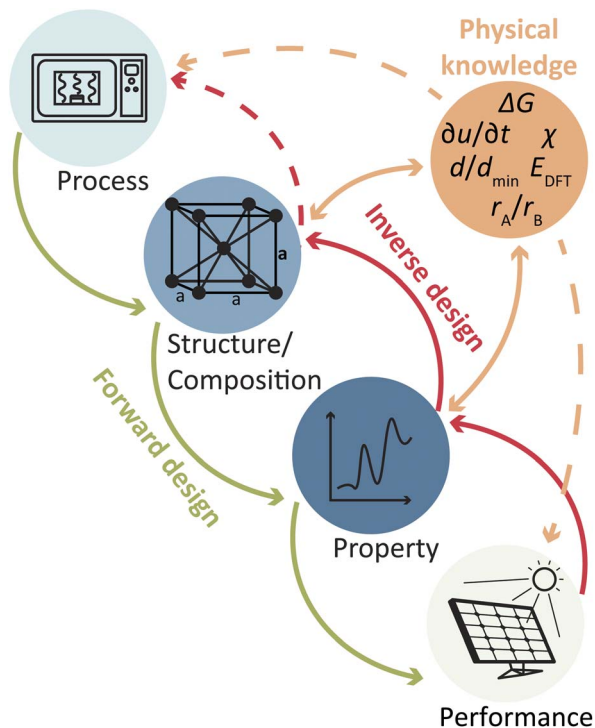 Physical
knowledge
ΔG
∂u/∂t χ
d/dmin EDFT
rA/rB
Process
a
a a
Structure/
Composition
Inverse design
Forward design
Property
Performance